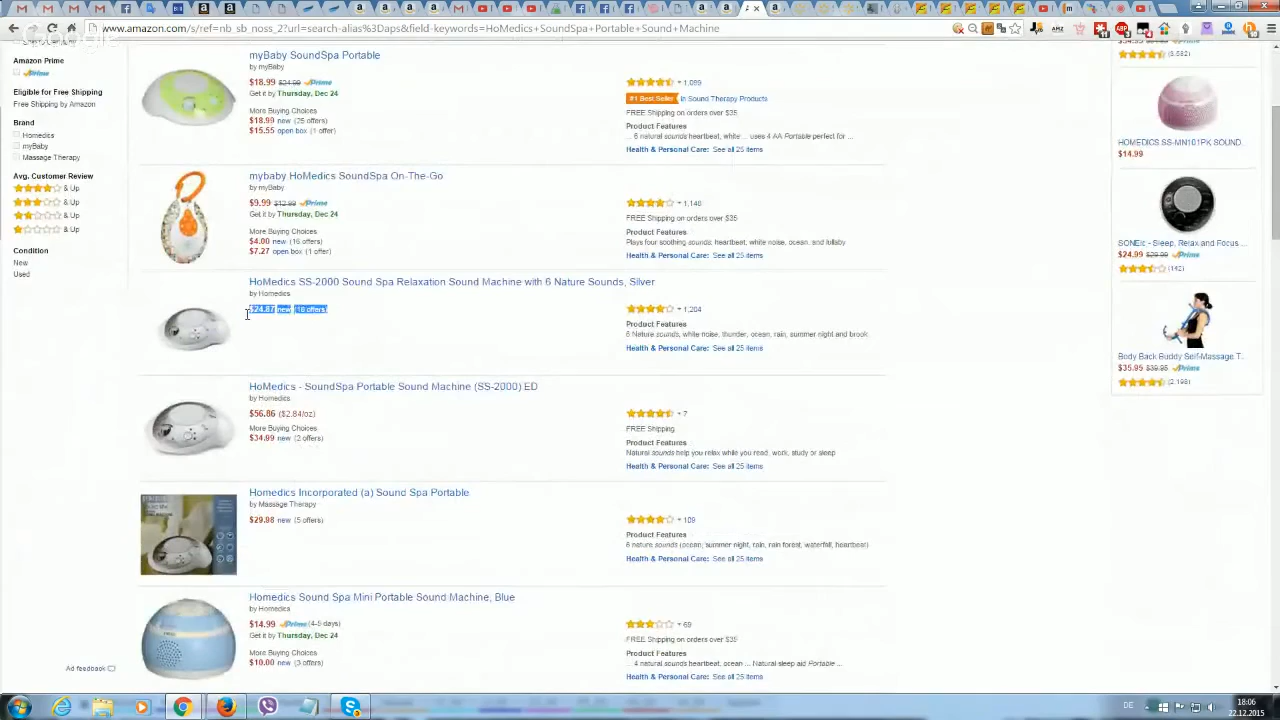 www.amazon.com/s/ref=nb_sb_noss_2?url=search-alias%3Daps&field-keywords=HoMedics+SoundSpa+Portable+Sound+Machine
Amazon Prime
Prime
Eligible for Free Shipping
Free Shipping by Amazon
Brand
Homedics
myBaby
Massage Therapy
Avg. Customer Review
& Up
& Up
& Up
& Up
Condition
New
Used
Ad feedback
myBaby SoundSpa Portable
by myBaby
$18.99 $24.99 Prime
Get it by Thursday, Dec 24
More Buying Choices
$18.99 new (25 offers)
$15.55 open box (1 offer)
1,099
#1 Best Seller in Sound Therapy Products
FREE Shipping on orders over $35
Product Features
... 6 natural sounds heartbeat, white ... uses 4 AA Portable perfect for ...
Health & Personal Care: See all 25 items
mybaby HoMedics SoundSpa On-The-Go
by myBaby
$9.99 $12.99 Prime
Get it by Thursday, Dec 24
More Buying Choices
$4.00 new (16 offers)
$7.27 open box (1 offer)
1,146
FREE Shipping on orders over $35
Product Features
Plays four soothing sounds: heartbeat, white noise, ocean, and lullaby
Health & Personal Care: See all 25 items
HoMedics SS-2000 Sound Spa Relaxation Sound Machine with 6 Nature Sounds, Silver
by Homedics
$24.87 new (18 offers)
1,204
Product Features
6 Nature sounds, white noise, thunder, ocean, rain, summer night and brook
Health & Personal Care: See all 25 items
HoMedics - SoundSpa Portable Sound Machine (SS-2000) ED
by Homedics
$56.86 ($2.84/oz)
More Buying Choices
$34.99 new (2 offers)
7
FREE Shipping
Product Features
Natural sounds help you relax while you read, work, study or sleep
Health & Personal Care: See all 25 items
Homedics Incorporated (a) Sound Spa Portable
by Massage Therapy
$29.98 new (5 offers)
109
Product Features
6 nature sounds (ocean, summer night, rain, rain forest, waterfall, heartbeat)
Health & Personal Care: See all 25 items
Homedics Sound Spa Mini Portable Sound Machine, Blue
by Homedics
$14.99 Prime (4-5 days)
Get it by Thursday, Dec 24
More Buying Choices
$10.00 new (3 offers)
69
FREE Shipping on orders over $35
Product Features
... 4 natural sounds heartbeat, ocean ... Natural sleep aid Portable ...
Health & Personal Care: See all 25 items
(3,582)
HOMEDICS SS-MN101PK SOUND...
$14.99
SONEic - Sleep, Relax and Focus ...
$24.99 $29.99 Prime
(142)
Body Back Buddy Self-Massage T...
$35.95 $39.95 Prime
(2,198)
DE
18:06
22.12.2015